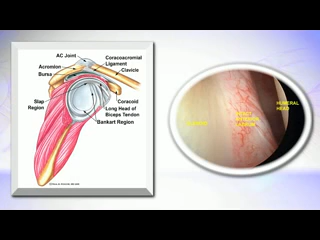 AC Joint
Coracoacromial
Ligament
Clavicle
Acromion
Bursa
Slap
Region
Coracoid
Long Head of
Biceps Tendon
Bankart Region
HUMERAL
HEAD